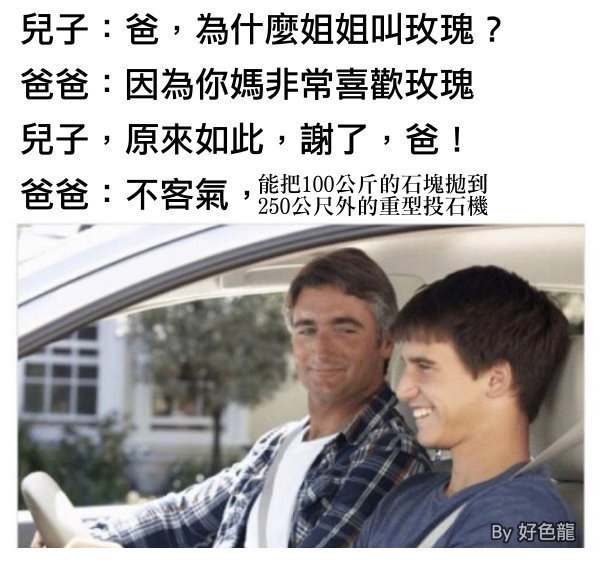 兒子：爸，為什麼姐姐叫玫瑰？
爸爸：因為你媽非常喜歡玫瑰
兒子，原來如此，謝了，爸！
爸爸：不客氣，能把100公斤的石塊拋到
250公尺外的重型投石機
By 好色龍